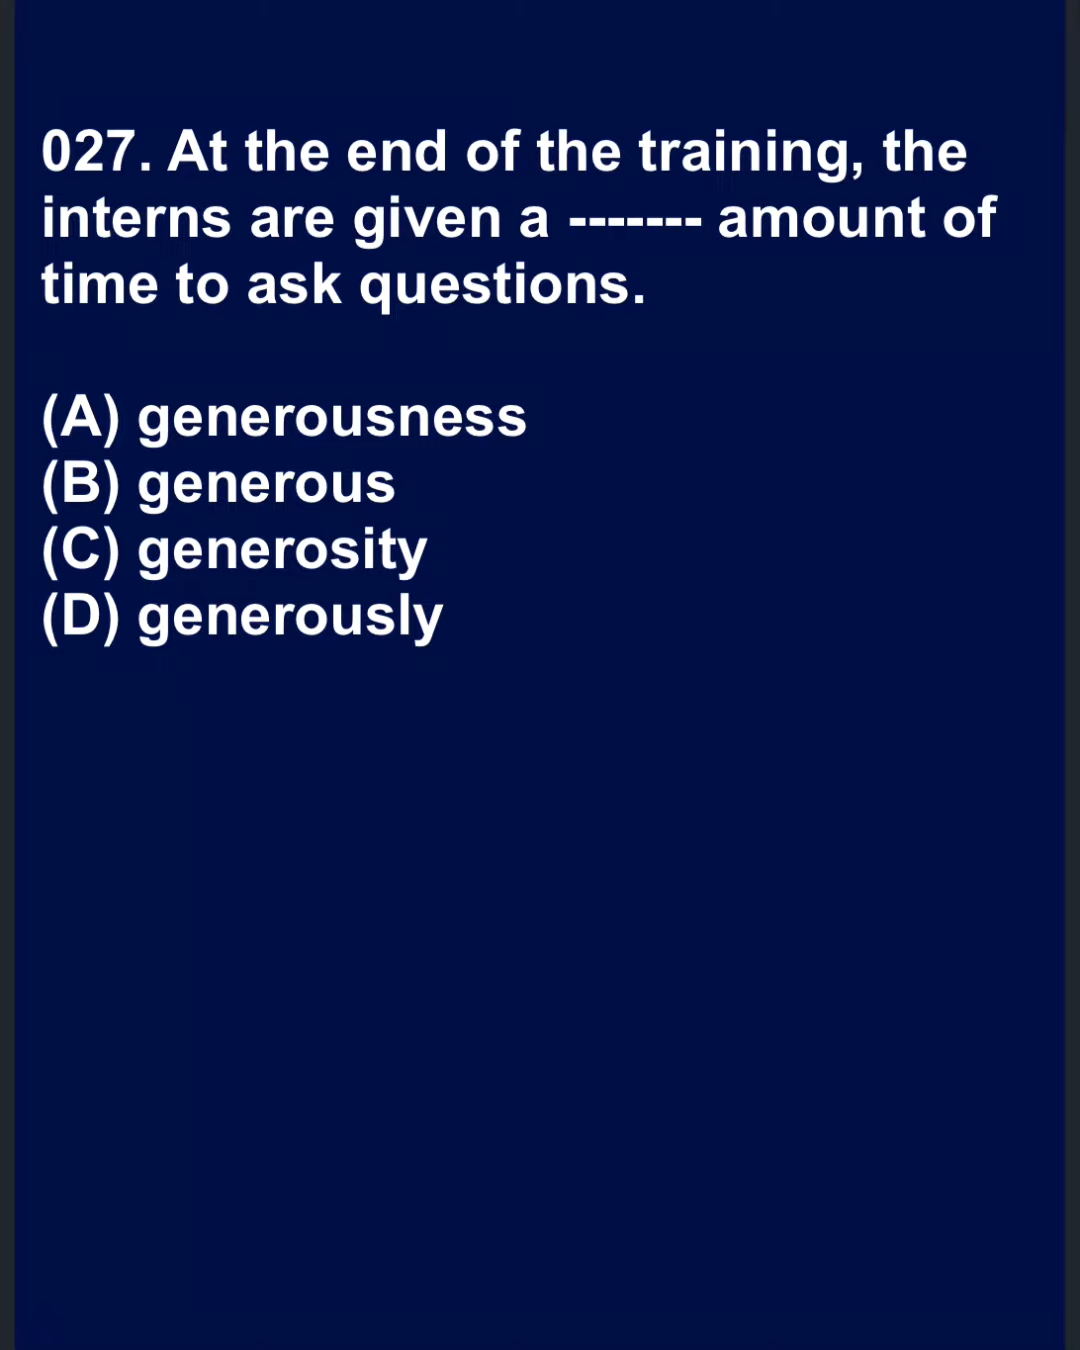 027. At the end of the training, the
interns are given a ------- amount of
time to ask questions.
(A) generousness
(B) generous
(C) generosity
(D) generously